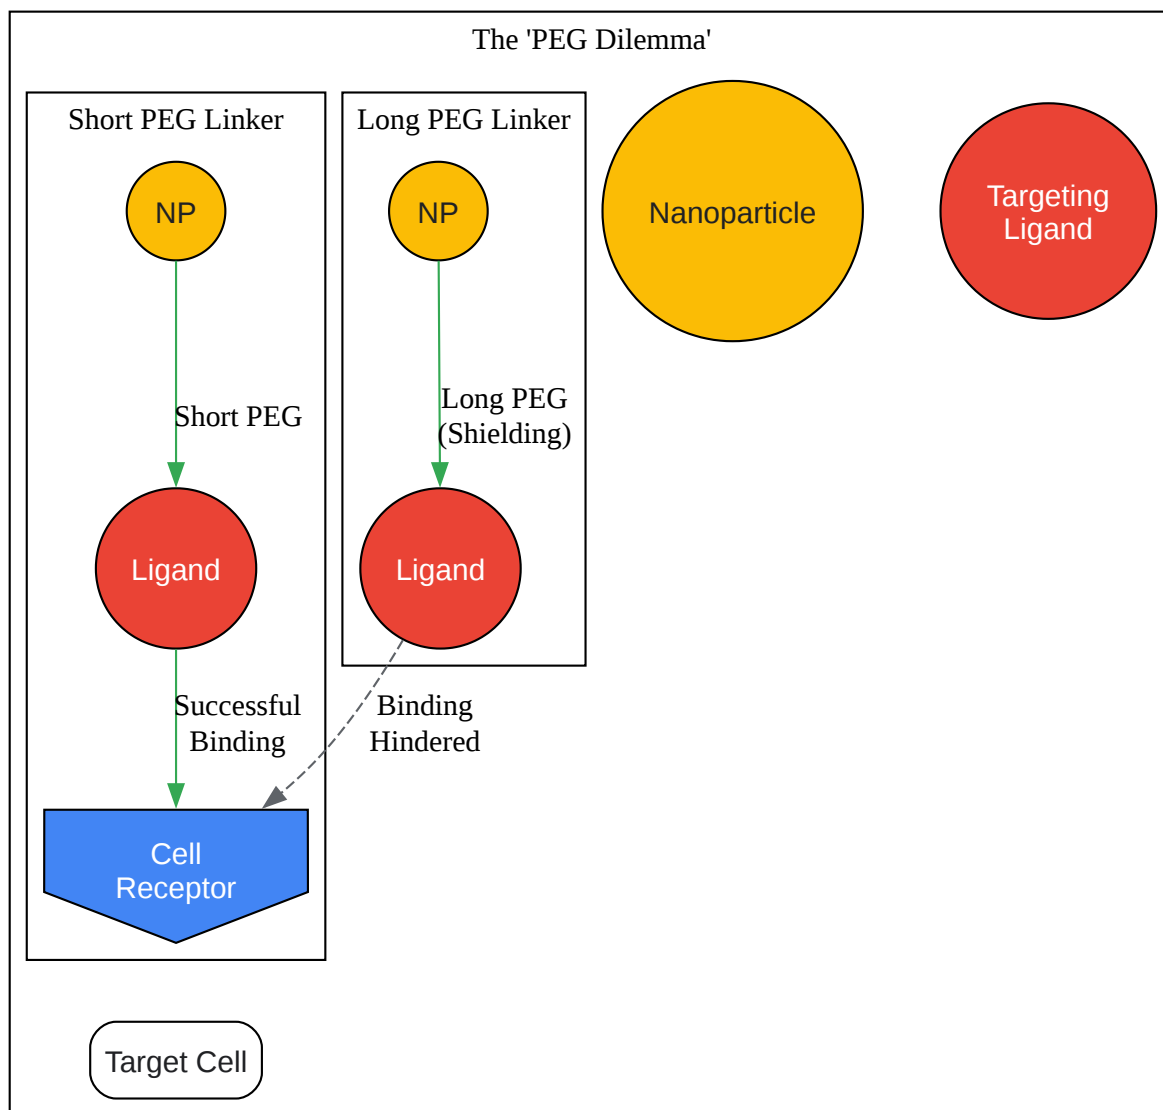 The 'PEG Dilemma'
Short PEG Linker
NP
Short PEG
Ligand
Successful
Binding
Cell
Receptor
Long PEG Linker
NP
Long PEG
(Shielding)
Ligand
Binding
Hindered
Nanoparticle
Targeting
Ligand
Target Cell